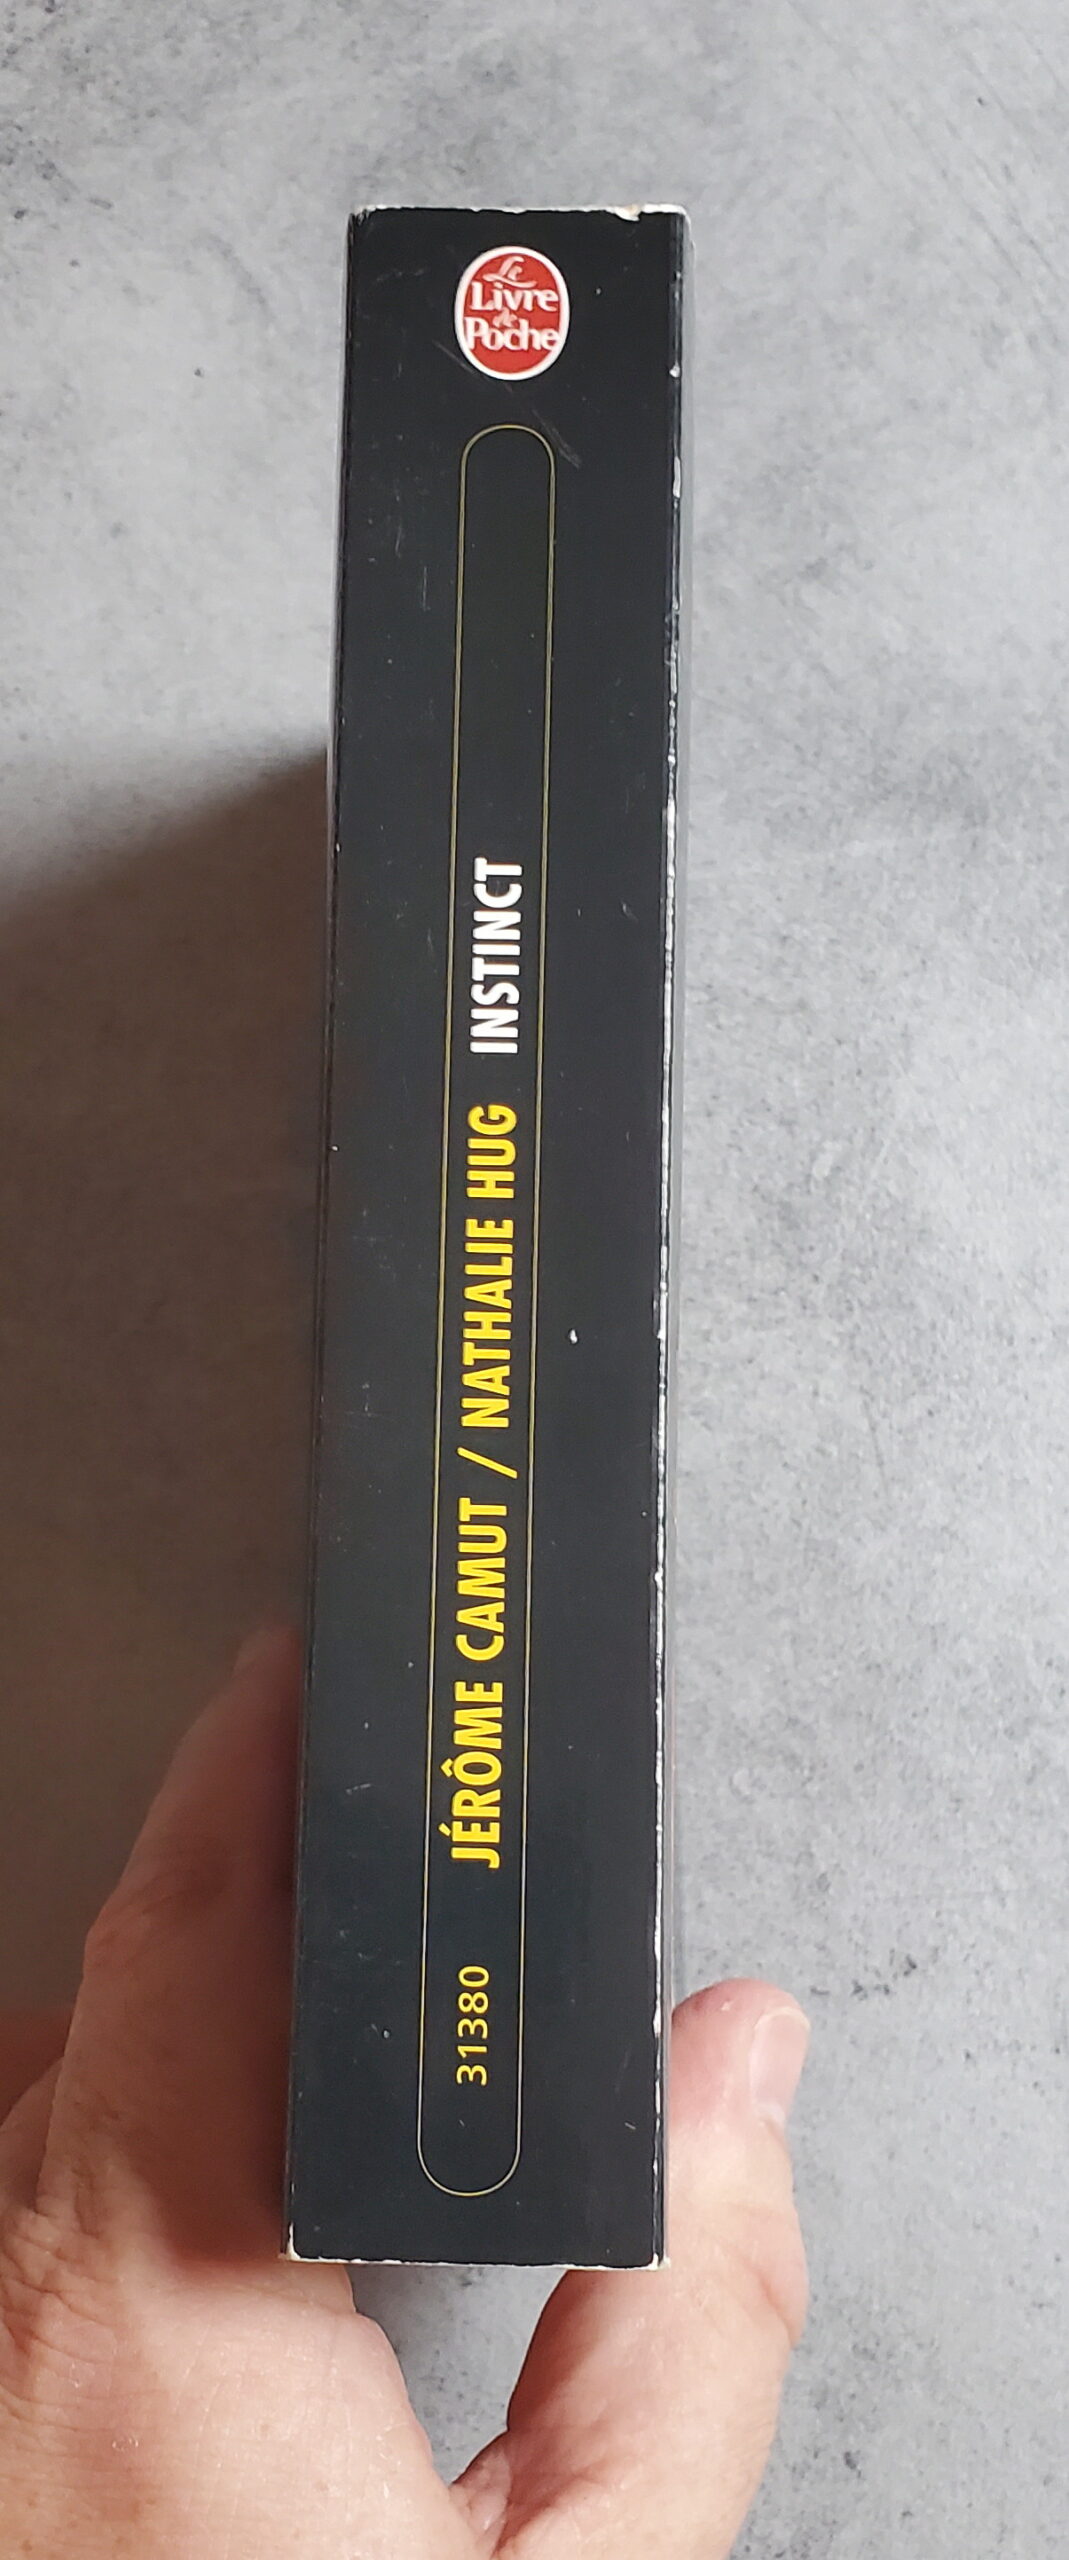 Le
Livre
de
Poche
31380 JÉRÔME CAMUT / NATHALIE HUG INSTINCT